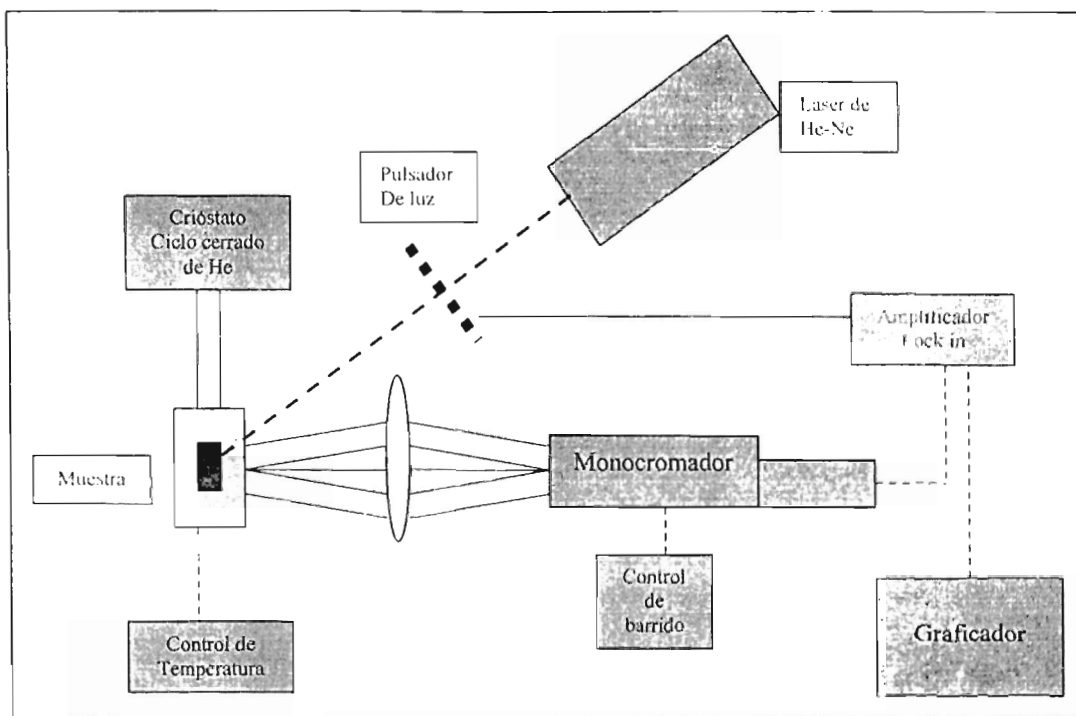 Laser de
He-Ne
Pulsador
De luz
Crióstato
Ciclo cerrado
de He
Amplificador
Lock in
Monocromador
Muestra
Control
de
barrido
Graficador
Control de
Temperatura